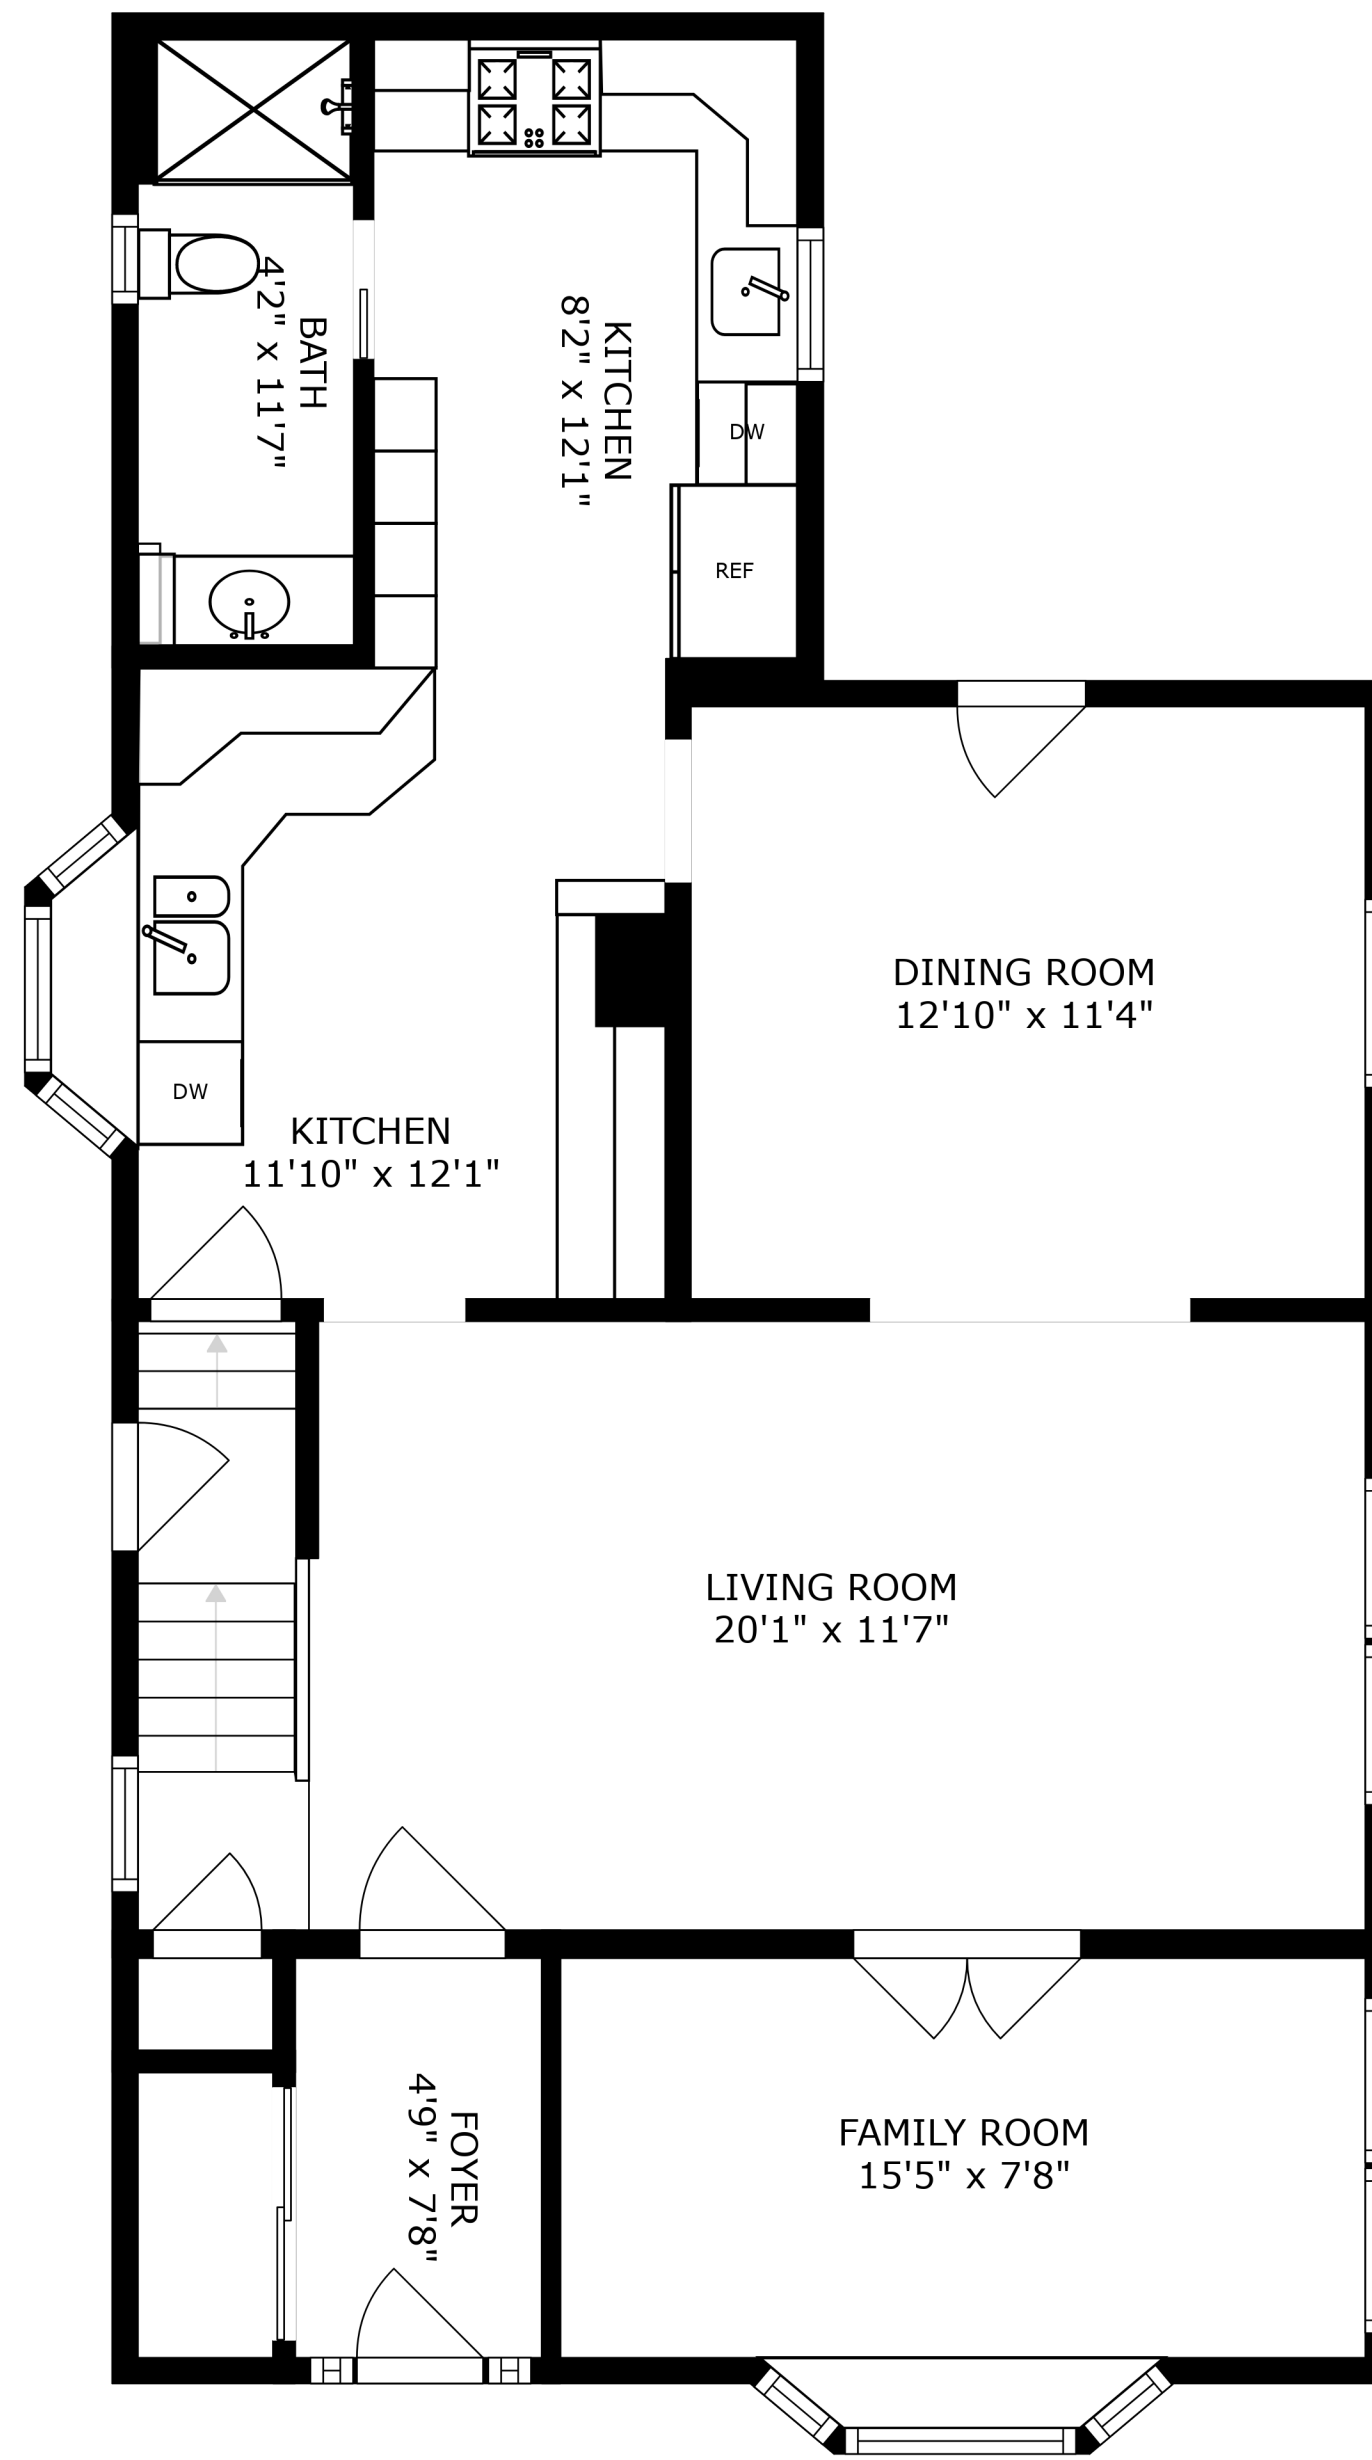 BATH
4'2" x 11'7"
KITCHEN
8'2" x 12'1"
DW
REF
DINING ROOM
12'10" x 11'4"
DW
KITCHEN
11'10" x 12'1"
LIVING ROOM
20'1" x 11'7"
FOYER
4'9" x 7'8"
FAMILY ROOM
15'5" x 7'8"